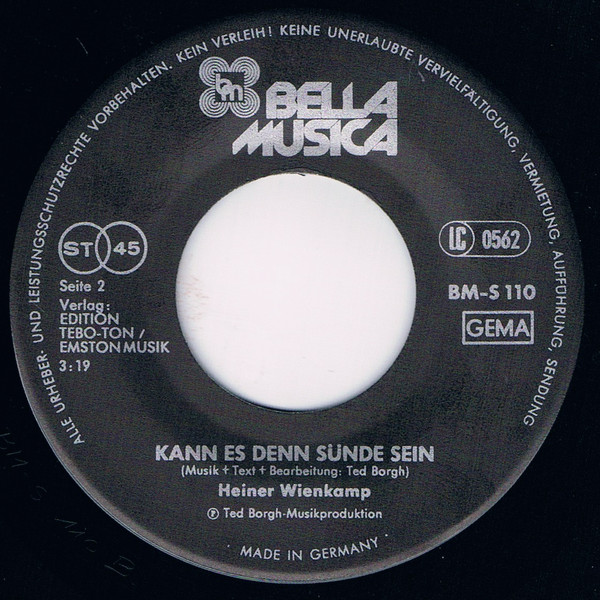 ALLE URHEBER- UND LEISTUNGSSCHUTZRECHTE VORBEHALTEN. KEIN VERLEIH! KEINE UNERLAUBTE VERVIELFÄLTIGUNG, VERMIETUNG, AUFFÜHRUNG, SENDUNG
bm
BELLA
MUSICA
ST 45
LC 0562
Seite 2
BM-S 110
Verlag:
EDITION
TEBO-TON /
EMSTON MUSIK
GEMA
3:19
KANN ES DENN SÜNDE SEIN
(Musik + Text + Bearbeitung: Ted Borgh)
Heiner Wienkamp
Ⓟ Ted Borgh-Musikproduktion
· MADE IN GERMANY ·